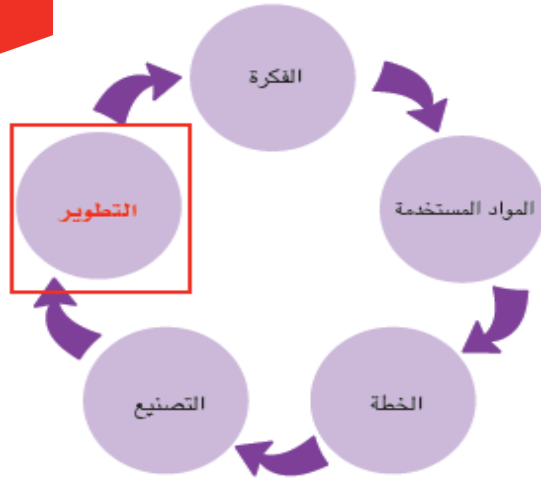 الفكرة
المواد المستخدمة
الخطة
التصنيع
التطوير